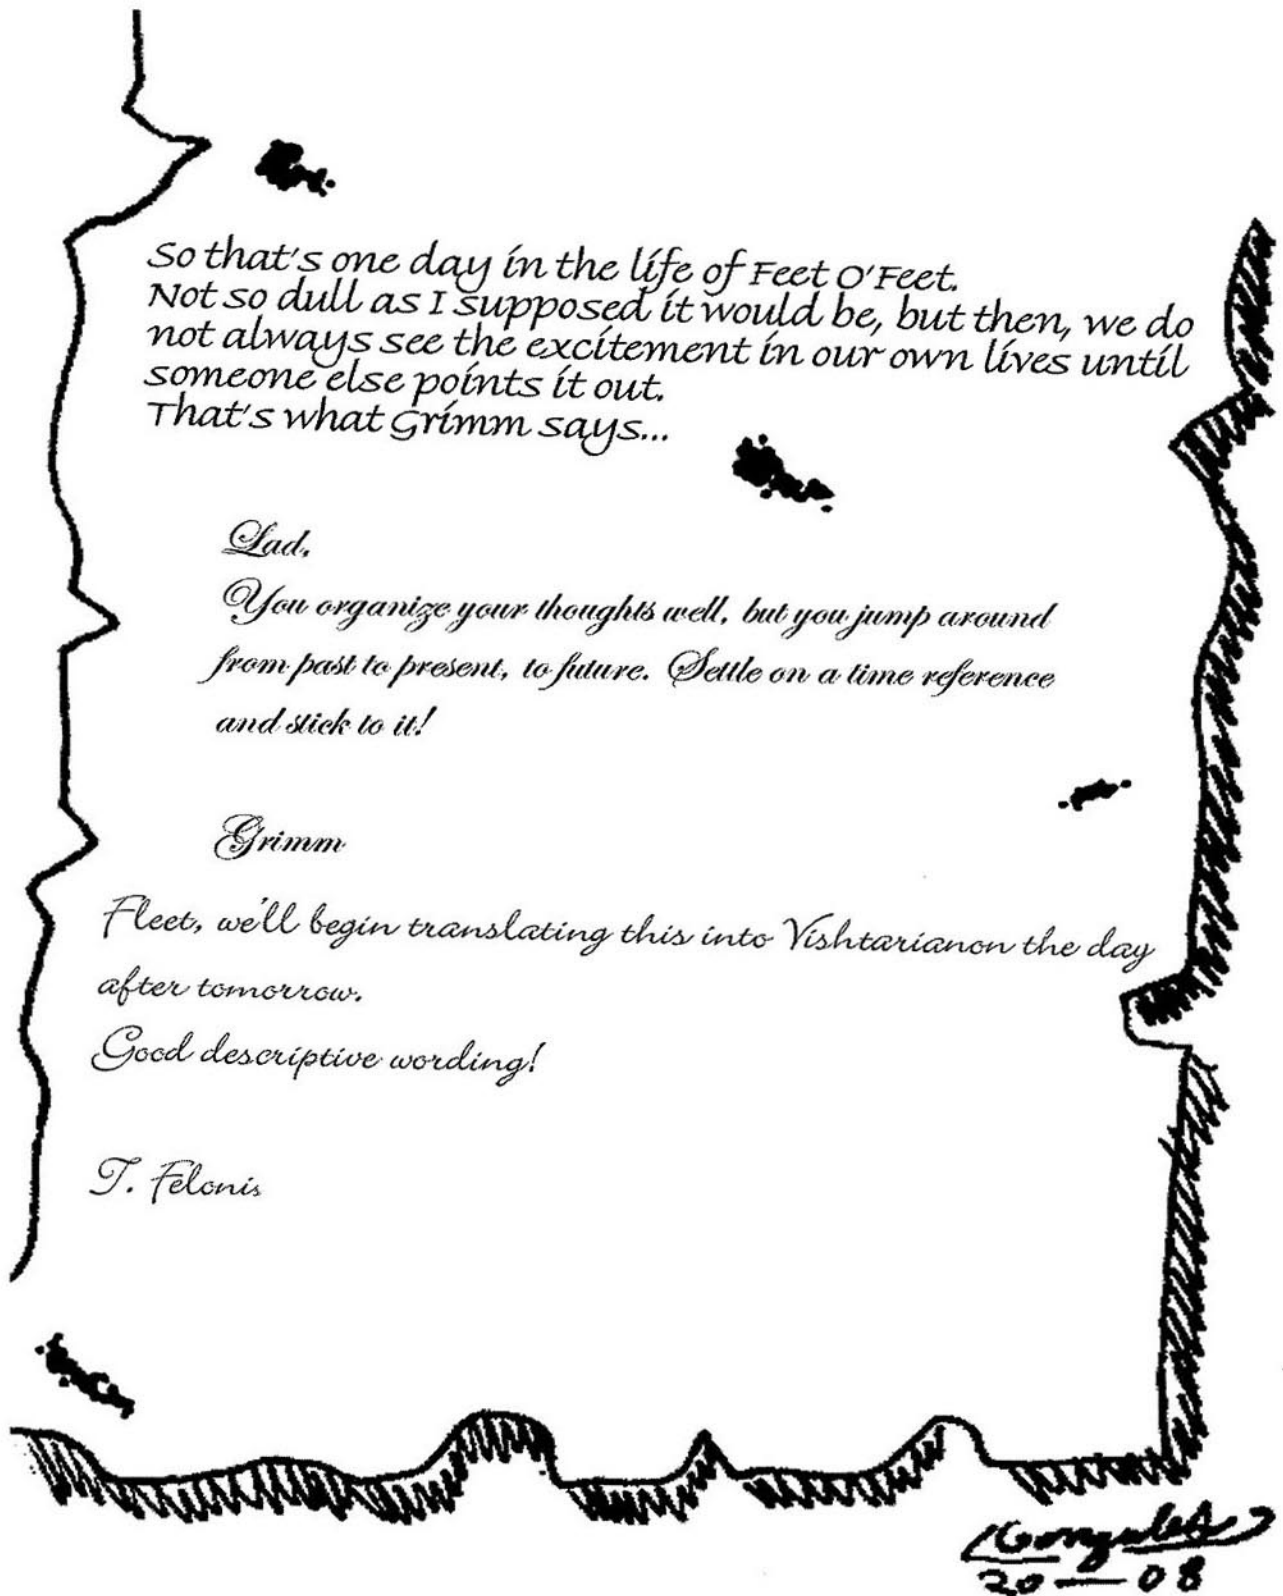 So that's one day in the life of Feet O'Feet.
Not so dull as I supposed it would be, but then, we do
not always see the excitement in our own lives until
someone else points it out.
That's what Grimm says...
Lad,
You organize your thoughts well, but you jump around
from past to present, to future. Settle on a time reference
and stick to it!
Grimm
Fleet, we'll begin translating this into Vishtarianon the day
after tomorrow.
Good descriptive wording!
T. Felonis
Gonzales
20—08